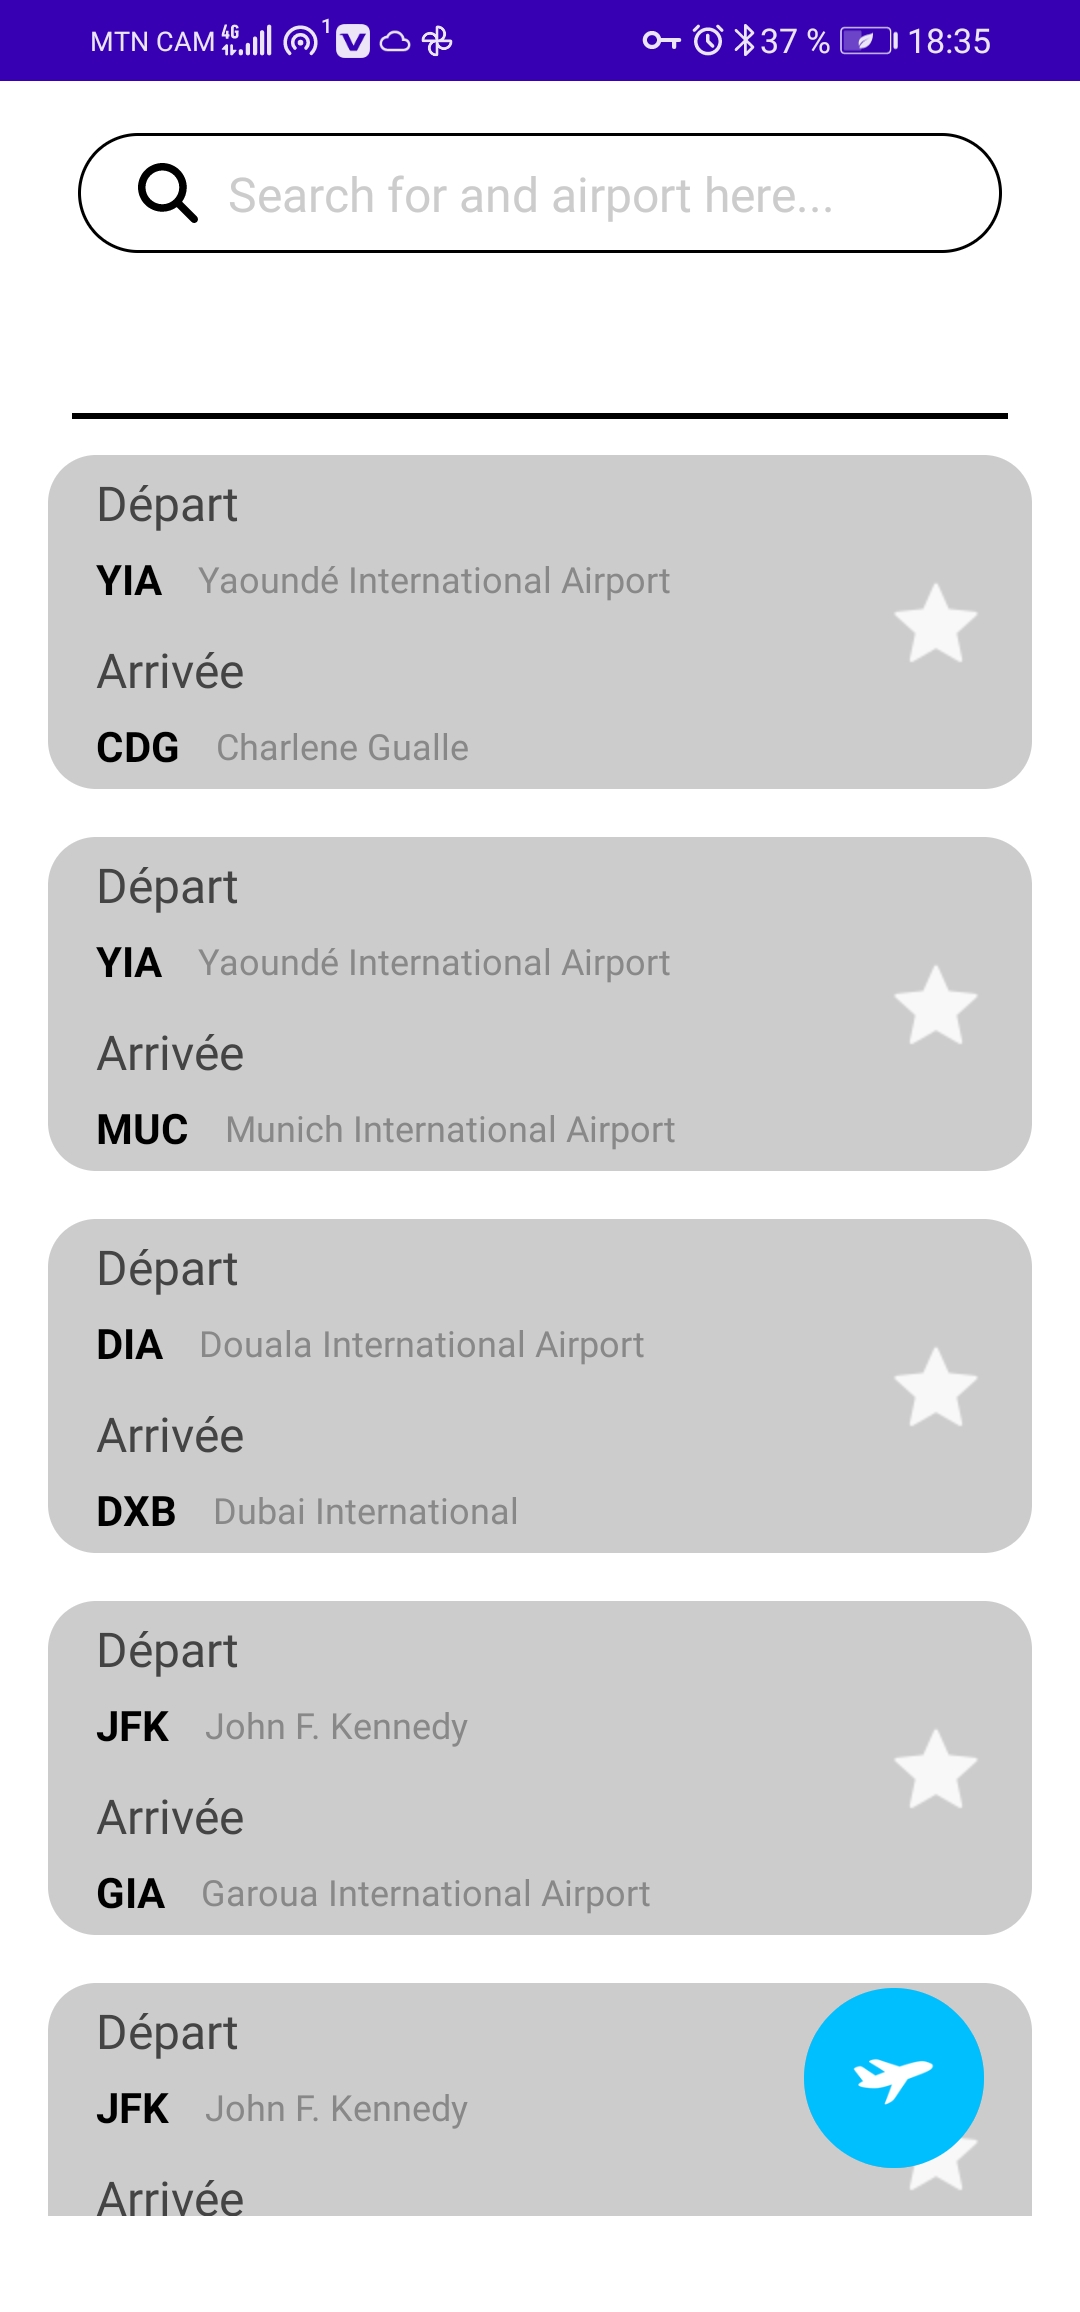 MTN CAM 4G 1 37 % 18:35
Search for and airport here...
Départ
YIA Yaoundé International Airport
Arrivée
CDG Charlene Gualle
Départ
YIA Yaoundé International Airport
Arrivée
MUC Munich International Airport
Départ
DIA Douala International Airport
Arrivée
DXB Dubai International
Départ
JFK John F. Kennedy
Arrivée
GIA Garoua International Airport
Départ
JFK John F. Kennedy
Arrivée